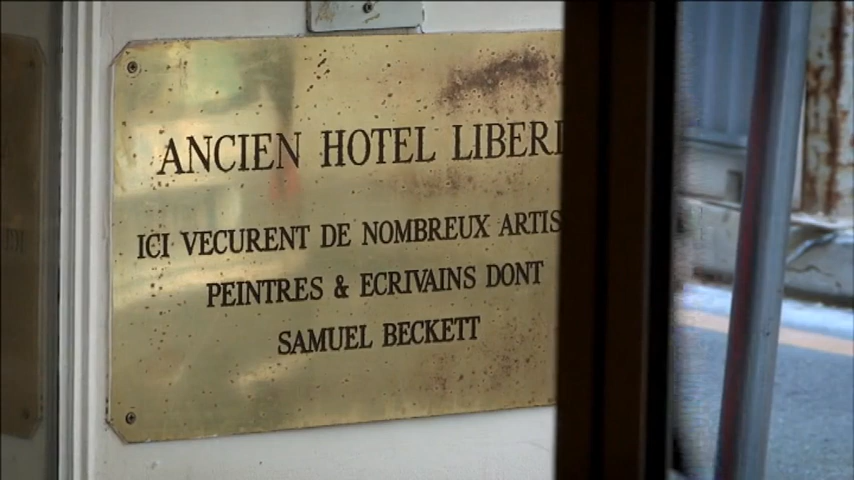 ANCIEN HOTEL LIBER
ICI VECURENT DE NOMBREUX ARTIS
PEINTRES & ECRIVAINS DONT
SAMUEL BECKETT